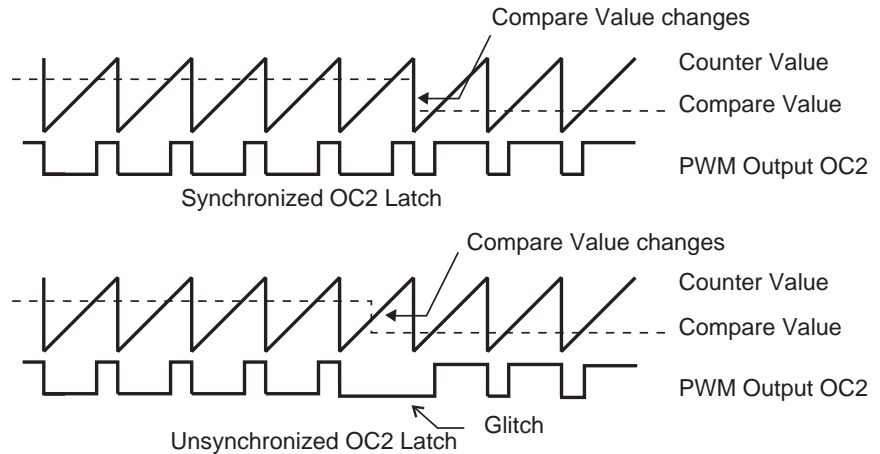 Compare Value changes
Counter Value
Compare Value
PWM Output OC2
Synchronized OC2 Latch
Compare Value changes
Counter Value
Compare Value
PWM Output OC2
Glitch
Unsynchronized OC2 Latch